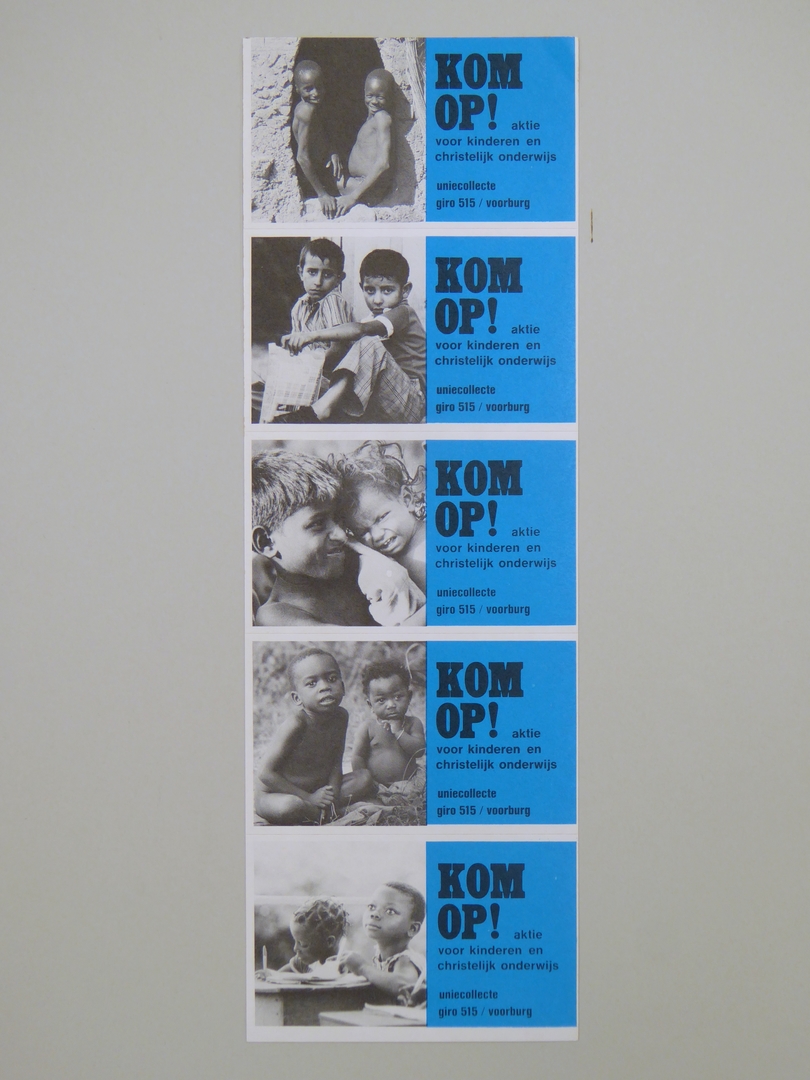 KOM
OP! aktie
voor kinderen en
christelijk onderwijs
uniecollecte
giro 515 / voorburg
KOM
OP! aktie
voor kinderen en
christelijk onderwijs
uniecollecte
giro 515 / voorburg
KOM
OP! aktie
voor kinderen en
christelijk onderwijs
uniecollecte
giro 515 / voorburg
KOM
OP! aktie
voor kinderen en
christelijk onderwijs
uniecollecte
giro 515 / voorburg
KOM
OP! aktie
voor kinderen en
christelijk onderwijs
uniecollecte
giro 515 / voorburg